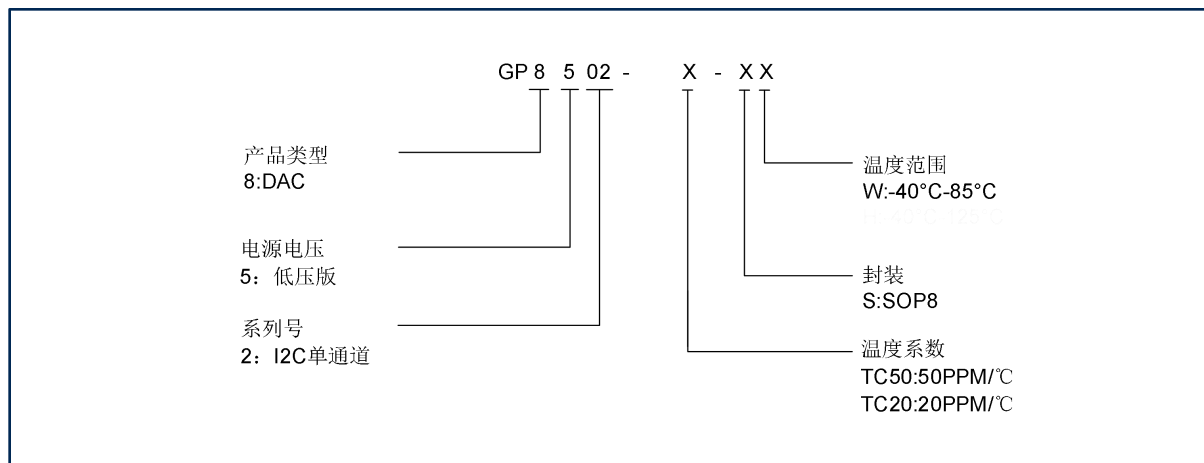 GP 8 5 02 - X - X X
产品类型
8:DAC
电源电压
5：低压版
系列号
2：I2C单通道
温度范围
W:-40°C-85°C
封装
S:SOP8
温度系数
TC50:50PPM/℃
TC20:20PPM/℃